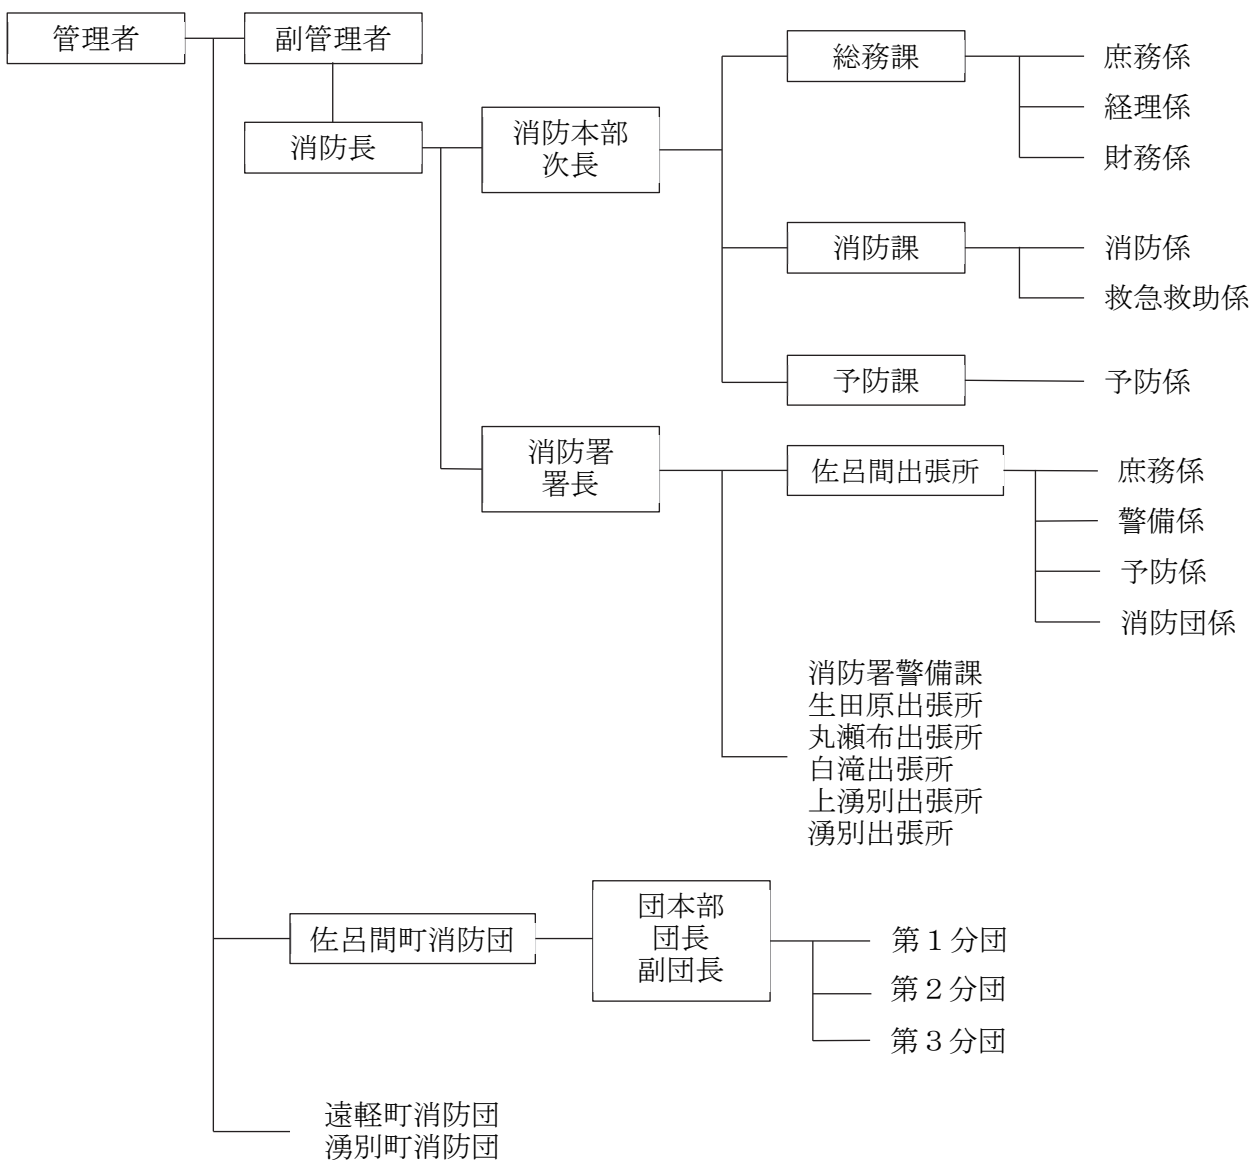 管理者
副管理者
消防長
消防本部
次長
総務課
庶務係
経理係
財務係
消防課
消防係
救急救助係
予防課
予防係
消防署
署長
佐呂間出張所
庶務係
警備係
予防係
消防団係
消防署警備課
生田原出張所
丸瀬布出張所
白滝出張所
上湧別出張所
湧別出張所
佐呂間町消防団
団本部
団長
副団長
第１分団
第２分団
第３分団
遠軽町消防団
湧別町消防団